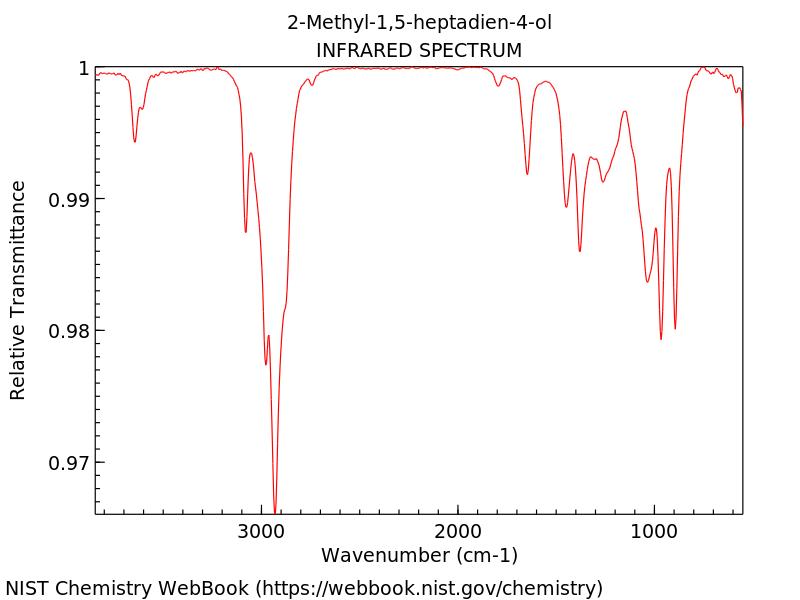 2-Methyl-1,5-heptadien-4-ol
INFRARED SPECTRUM
1
0.99
0.98
0.97
Relative Transmittance
3000 2000 1000
Wavenumber (cm-1)
NIST Chemistry WebBook (https://webbook.nist.gov/chemistry)